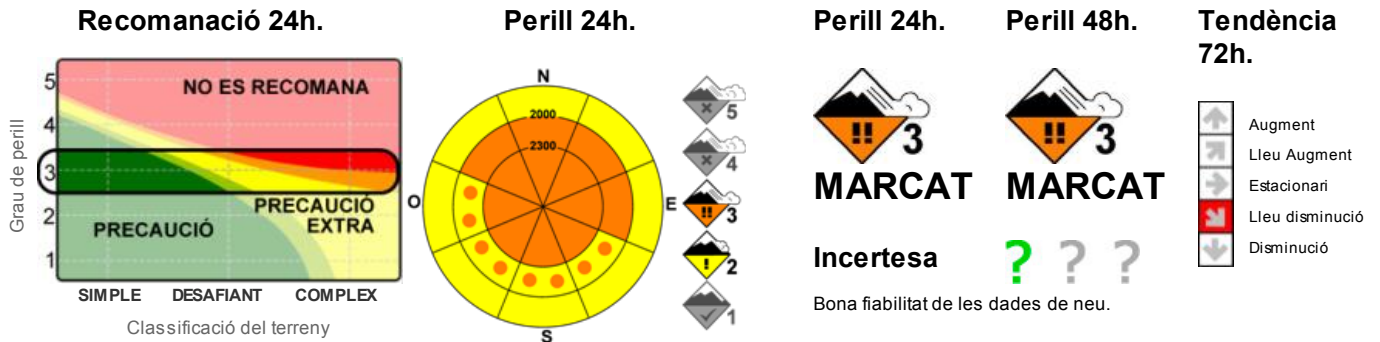 Recomanació 24h.
Perill 24h.
Perill 24h.
Perill 48h.
Tendència
72h.
Grau de perill
5
4
3
2
1
NO ES RECOMANA
PRECAUCIÓ
PRECAUCIÓ
EXTRA
SIMPLE DESAFIANT COMPLEX
Classificació del terreny
N
2000
2300
O
E
S
5
4
!! 3
! 2
1
!! 3
MARCAT
!! 3
MARCAT
Incertesa
? ? ?
Bona fiabilitat de les dades de neu.
Augment
Lleu Augment
Estacionari
Lleu disminució
Disminució